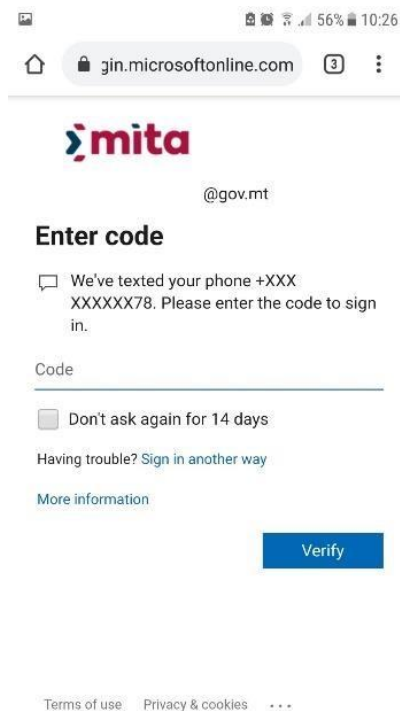 56% 10:26
gin.microsoftonline.com 3
mita
@gov.mt
Enter code
We've texted your phone +XXX
XXXXXX78. Please enter the code to sign
in.
Code
Don't ask again for 14 days
Having trouble? Sign in another way
More information
Verify
Terms of use Privacy & cookies ...